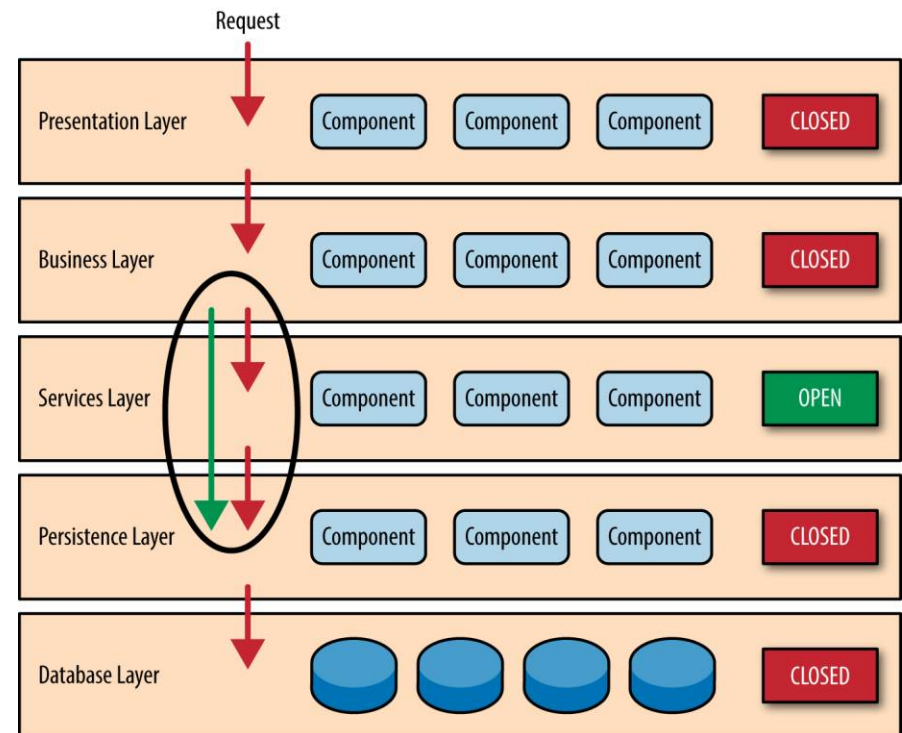 Request
Presentation Layer
Component
Component
Component
CLOSED
Business Layer
Component
Component
Component
CLOSED
Services Layer
Component
Component
Component
OPEN
Persistence Layer
Component
Component
Component
CLOSED
Database Layer
CLOSED